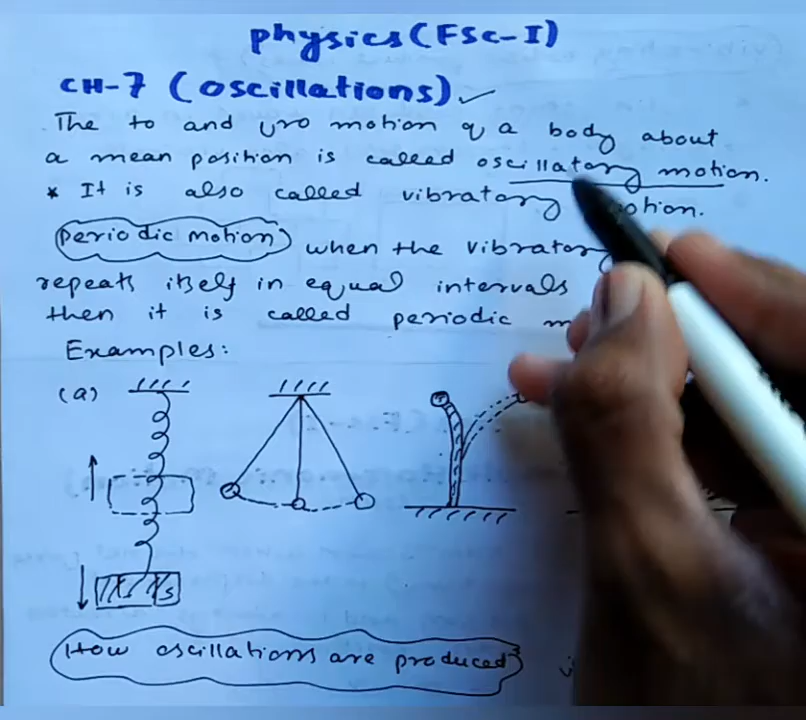 physics (FSc-I)
CH-7 (oscillations)
The to and fro motion of a body about
a mean position is called oscillatory motion.
* It is also called vibratory motion.
periodic motion when the vibratory
repeats itself in equal intervals
then it is called periodic
Examples:
(a)
How oscillations are produced?